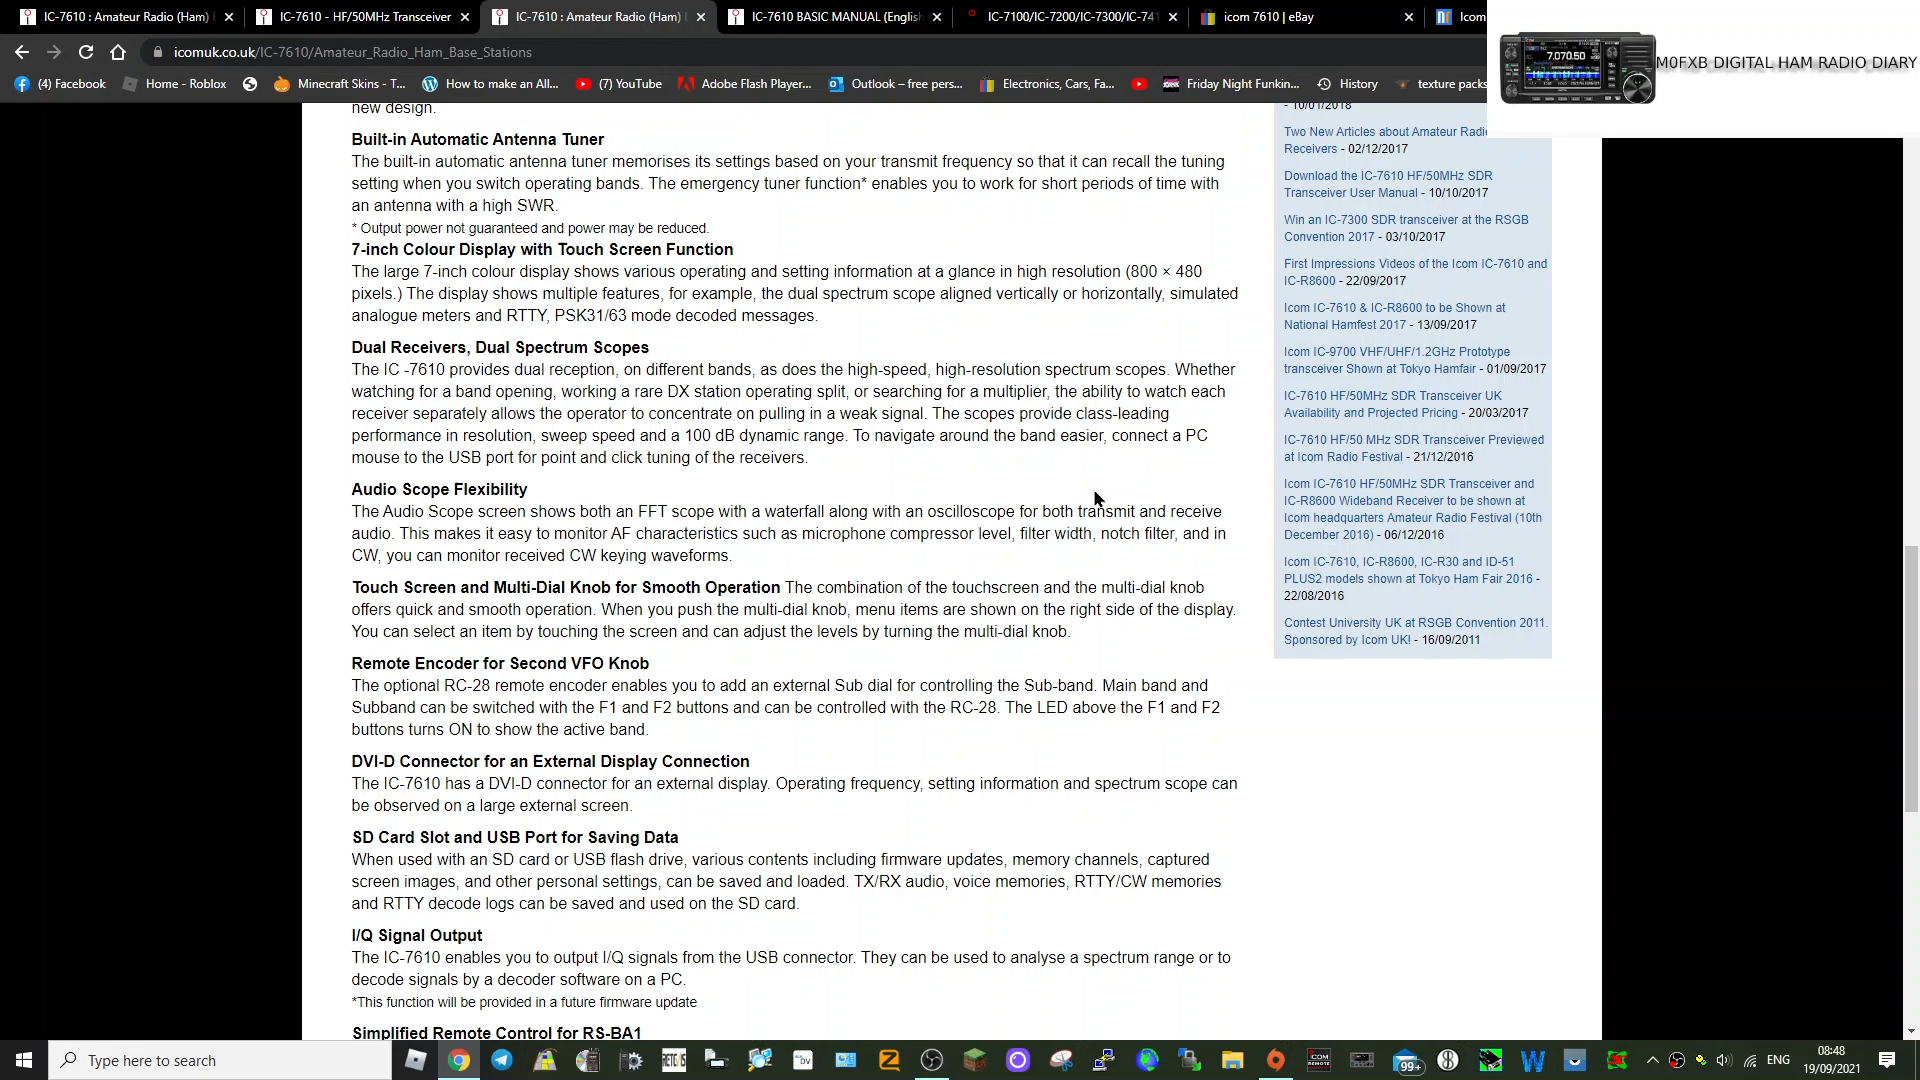 IC-7610 : Amateur Radio (Ham)
IC-7610 - HF/50MHz Transceiver
IC-7610 : Amateur Radio (Ham)
IC-7610 BASIC MANUAL (English
IC-7100/IC-7200/IC-7300/IC-741
icom 7610 | eBay
Icom
icomuk.co.uk/IC-7610/Amateur_Radio_Ham_Base_Stations
7.070.50
M0FXB DIGITAL HAM RADIO DIARY
(4) Facebook
Home - Roblox
Minecraft Skins - T...
How to make an All...
(7) YouTube
Adobe Flash Player...
Outlook – free pers...
Electronics, Cars, Fa...
Friday Night Funkin...
History
texture packs
new design.
Built-in Automatic Antenna Tuner
The built-in automatic antenna tuner memorises its settings based on your transmit frequency so that it can recall the tuning
setting when you switch operating bands. The emergency tuner function* enables you to work for short periods of time with
an antenna with a high SWR.
* Output power not guaranteed and power may be reduced.
7-inch Colour Display with Touch Screen Function
The large 7-inch colour display shows various operating and setting information at a glance in high resolution (800 × 480
pixels.) The display shows multiple features, for example, the dual spectrum scope aligned vertically or horizontally, simulated
analogue meters and RTTY, PSK31/63 mode decoded messages.
Dual Receivers, Dual Spectrum Scopes
The IC -7610 provides dual reception, on different bands, as does the high-speed, high-resolution spectrum scopes. Whether
watching for a band opening, working a rare DX station operating split, or searching for a multiplier, the ability to watch each
receiver separately allows the operator to concentrate on pulling in a weak signal. The scopes provide class-leading
performance in resolution, sweep speed and a 100 dB dynamic range. To navigate around the band easier, connect a PC
mouse to the USB port for point and click tuning of the receivers.
Audio Scope Flexibility
The Audio Scope screen shows both an FFT scope with a waterfall along with an oscilloscope for both transmit and receive
audio. This makes it easy to monitor AF characteristics such as microphone compressor level, filter width, notch filter, and in
CW, you can monitor received CW keying waveforms.
Touch Screen and Multi-Dial Knob for Smooth Operation The combination of the touchscreen and the multi-dial knob
offers quick and smooth operation. When you push the multi-dial knob, menu items are shown on the right side of the display.
You can select an item by touching the screen and can adjust the levels by turning the multi-dial knob.
Remote Encoder for Second VFO Knob
The optional RC-28 remote encoder enables you to add an external Sub dial for controlling the Sub-band. Main band and
Subband can be switched with the F1 and F2 buttons and can be controlled with the RC-28. The LED above the F1 and F2
buttons turns ON to show the active band.
DVI-D Connector for an External Display Connection
The IC-7610 has a DVI-D connector for an external display. Operating frequency, setting information and spectrum scope can
be observed on a large external screen.
SD Card Slot and USB Port for Saving Data
When used with an SD card or USB flash drive, various contents including firmware updates, memory channels, captured
screen images, and other personal settings, can be saved and loaded. TX/RX audio, voice memories, RTTY/CW memories
and RTTY decode logs can be saved and used on the SD card.
I/Q Signal Output
The IC-7610 enables you to output I/Q signals from the USB connector. They can be used to analyse a spectrum range or to
decode signals by a decoder software on a PC.
*This function will be provided in a future firmware update
Simplified Remote Control for RS-BA1
- 10/01/2018
Two New Articles about Amateur Radio
Receivers - 02/12/2017
Download the IC-7610 HF/50MHz SDR
Transceiver User Manual - 10/10/2017
Win an IC-7300 SDR transceiver at the RSGB
Convention 2017 - 03/10/2017
First Impressions Videos of the Icom IC-7610 and
IC-R8600 - 22/09/2017
Icom IC-7610 & IC-R8600 to be Shown at
National Hamfest 2017 - 13/09/2017
Icom IC-9700 VHF/UHF/1.2GHz Prototype
transceiver Shown at Tokyo Hamfair - 01/09/2017
IC-7610 HF/50MHz SDR Transceiver UK
Availability and Projected Pricing - 20/03/2017
IC-7610 HF/50 MHz SDR Transceiver Previewed
at Icom Radio Festival - 21/12/2016
Icom IC-7610 HF/50MHz SDR Transceiver and
IC-R8600 Wideband Receiver to be shown at
Icom headquarters Amateur Radio Festival (10th
December 2016) - 06/12/2016
Icom IC-7610, IC-R8600, IC-R30 and ID-51
PLUS2 models shown at Tokyo Ham Fair 2016 -
22/08/2016
Contest University UK at RSGB Convention 2011.
Sponsored by Icom UK! - 16/09/2011
Type here to search
99+
ENG
08:48
19/09/2021